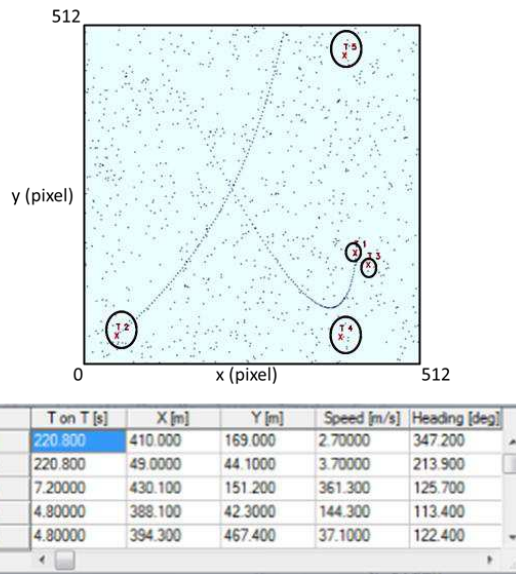 512
T 5
X
y (pixel)
T 1
X
T 3
X
T 2
X
T 4
X
0
x (pixel)
512
T on T [s] X [m] Y [m] Speed [m/s] Heading [deg]
220.800 410.000 169.000 2.70000 347.200
220.800 49.0000 44.1000 3.70000 213.900
7.20000 430.100 151.200 361.300 125.700
4.80000 388.100 42.3000 144.300 113.400
4.80000 394.300 467.400 37.1000 122.400